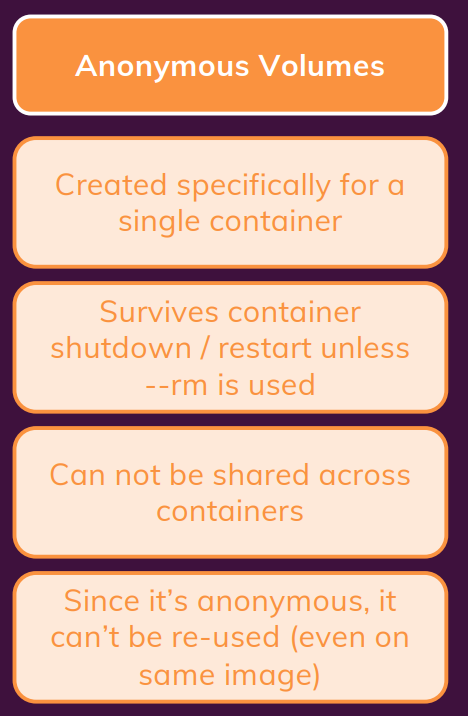 Anonymous Volumes
Created specifically for a
single container
Survives container
shutdown / restart unless
--rm is used
Can not be shared across
containers
Since it’s anonymous, it
can’t be re-used (even on
same image)